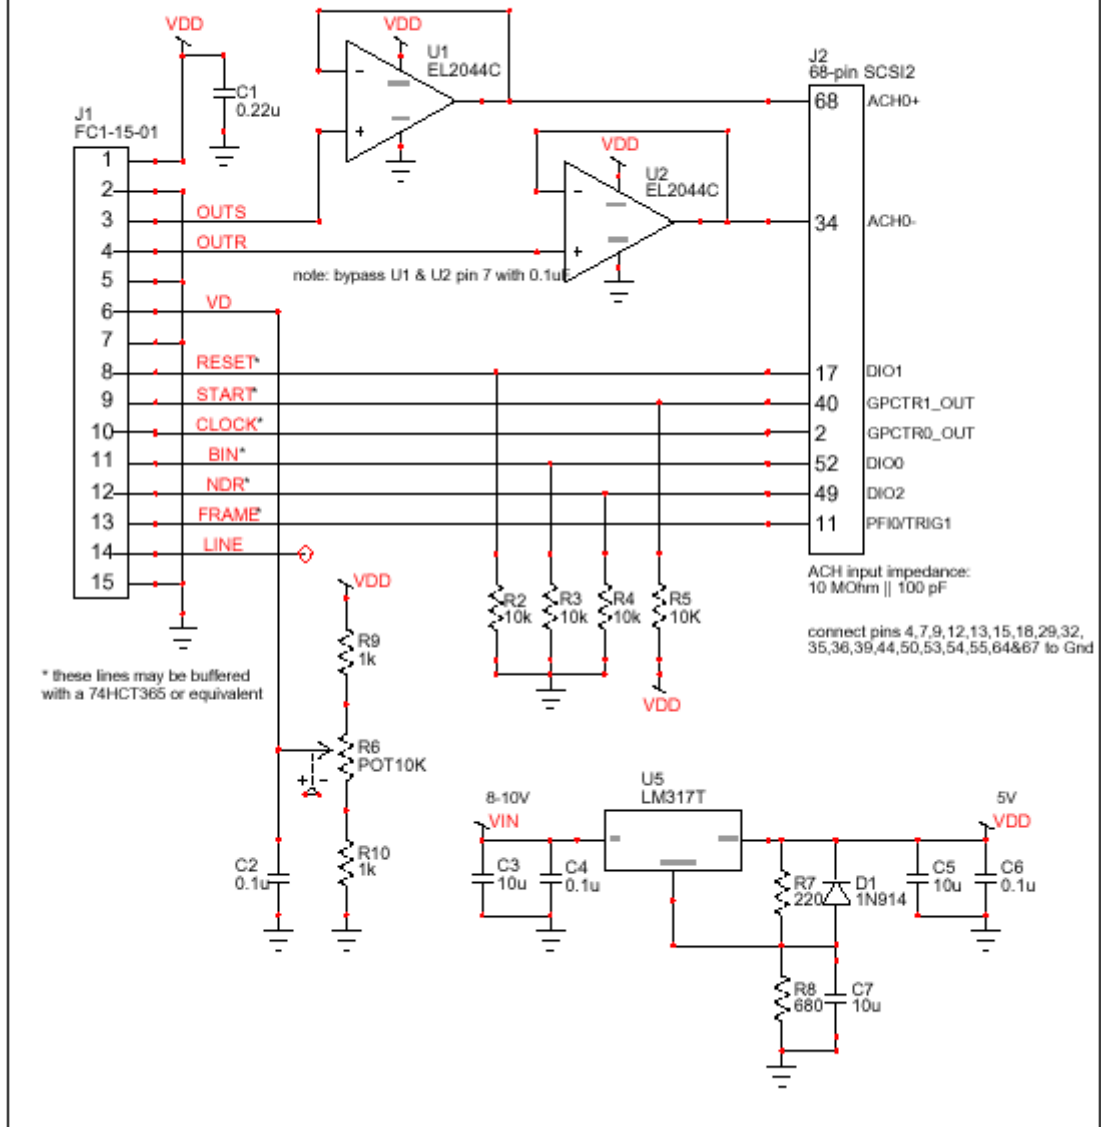 VDD
C1
0.22u
J1
FC1-15-01
1
2
3
4
5
6
7
8
9
10
11
12
13
14
15
OUTS
OUTR
VD
RESET*
START*
CLOCK*
BIN*
NDR*
FRAME*
LINE
VDD
U1
EL2044C
-
+
VDD
U2
EL2044C
-
+
note: bypass U1 & U2 pin 7 with 0.1uF
J2
68-pin SCSI2
68 ACH0+
34 ACH0-
17 DIO1
40 GPCTR1_OUT
2 GPCTR0_OUT
52 DIO0
49 DIO2
11 PFI0/TRIG1
ACH input impedance:
10 MOhm || 100 pF
connect pins 4,7,9,12,13,15,18,29,32,
35,36,39,44,50,53,54,55,64&67 to Gnd
R2
10k
R3
10k
R4
10k
R5
10K
VDD
* these lines may be buffered
with a 74HCT365 or equivalent
VDD
R9
1k
R6
POT10K
+ -
R10
1k
C2
0.1u
8-10V
VIN
C3
10u
C4
0.1u
U5
LM317T
R7
220
D1
1N914
5V
VDD
C5
10u
C6
0.1u
R8
680
C7
10u